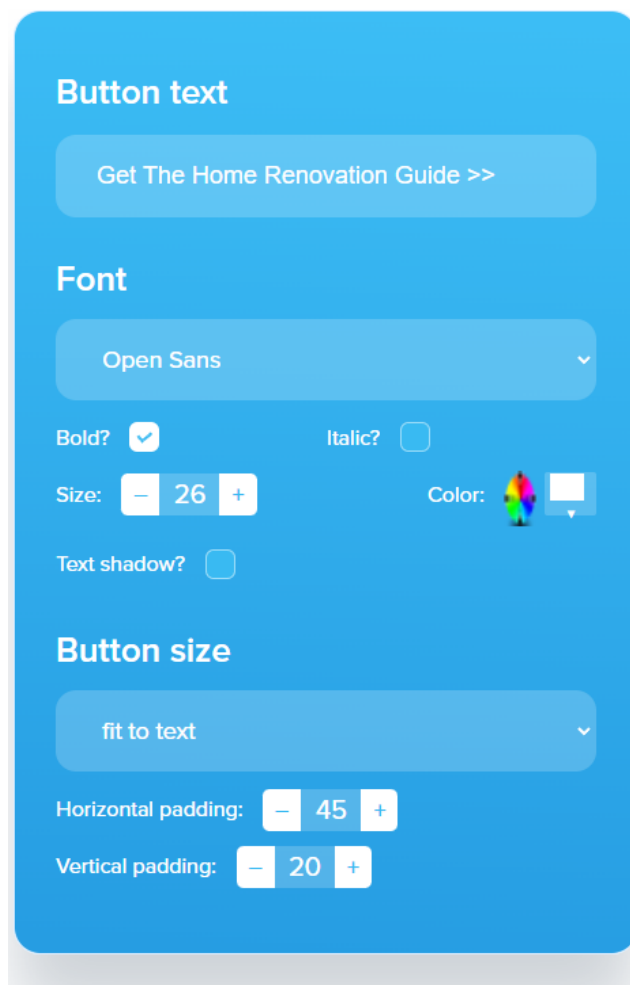 Button text
Get The Home Renovation Guide >>
Font
Open Sans
Bold? Italic?
Size: – 26 + Color:
Text shadow?
Button size
fit to text
Horizontal padding: – 45 +
Vertical padding: – 20 +